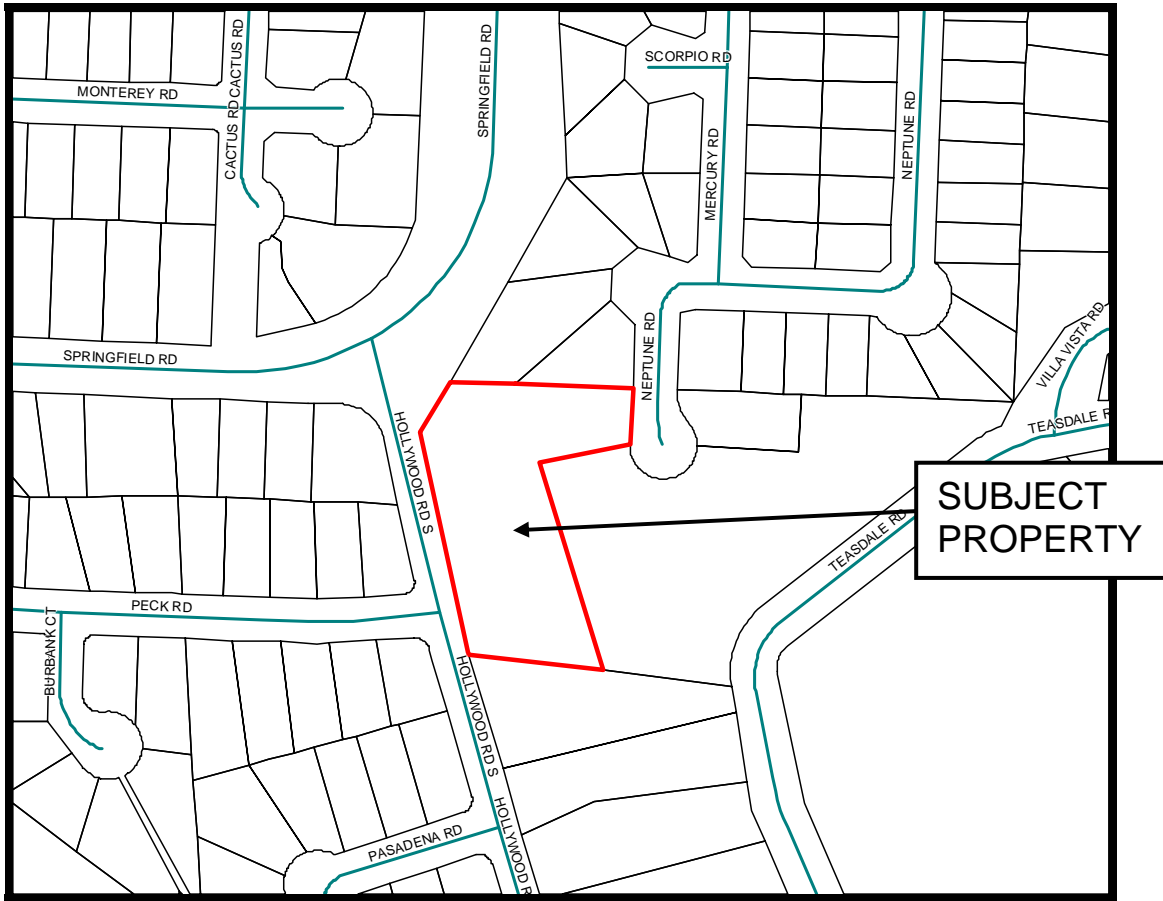 SCORPIO RD
MONTEREY RD
CACTUS RD
CACTUS RD
SPRINGFIELD RD
MERCURY RD
NEPTUNE RD
SPRINGFIELD RD
NEPTUNE RD
VILLA VISTA RD
TEASDALE R
HOLLYWOOD RD S
SUBJECT
PROPERTY
TEASDALE RD
PECK RD
BURBANK CT
HOLLYWOOD RD S
HOLLYWOOD R
PASADENA RD